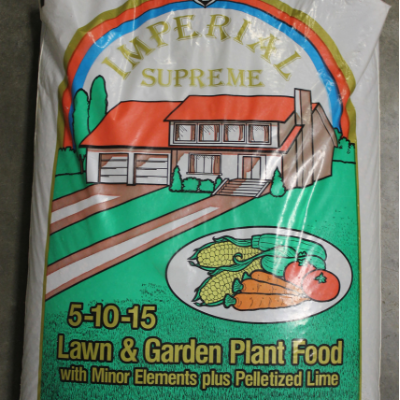 IMPERIAL
SUPREME
5-10-15
Lawn & Garden Plant Food
with Minor Elements plus Pelletized Lime